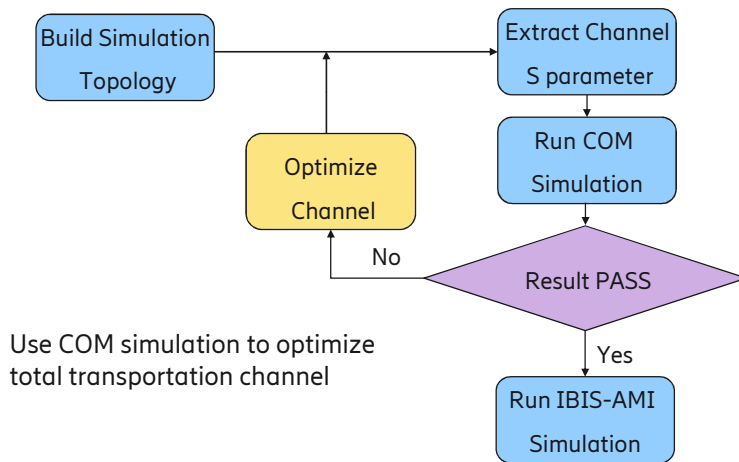 Build Simulation
Topology
Extract Channel
S parameter
Optimize
Channel
Run COM
Simulation
No
Result PASS
Yes
Use COM simulation to optimize
total transportation channel
Run IBIS-AMI
Simulation